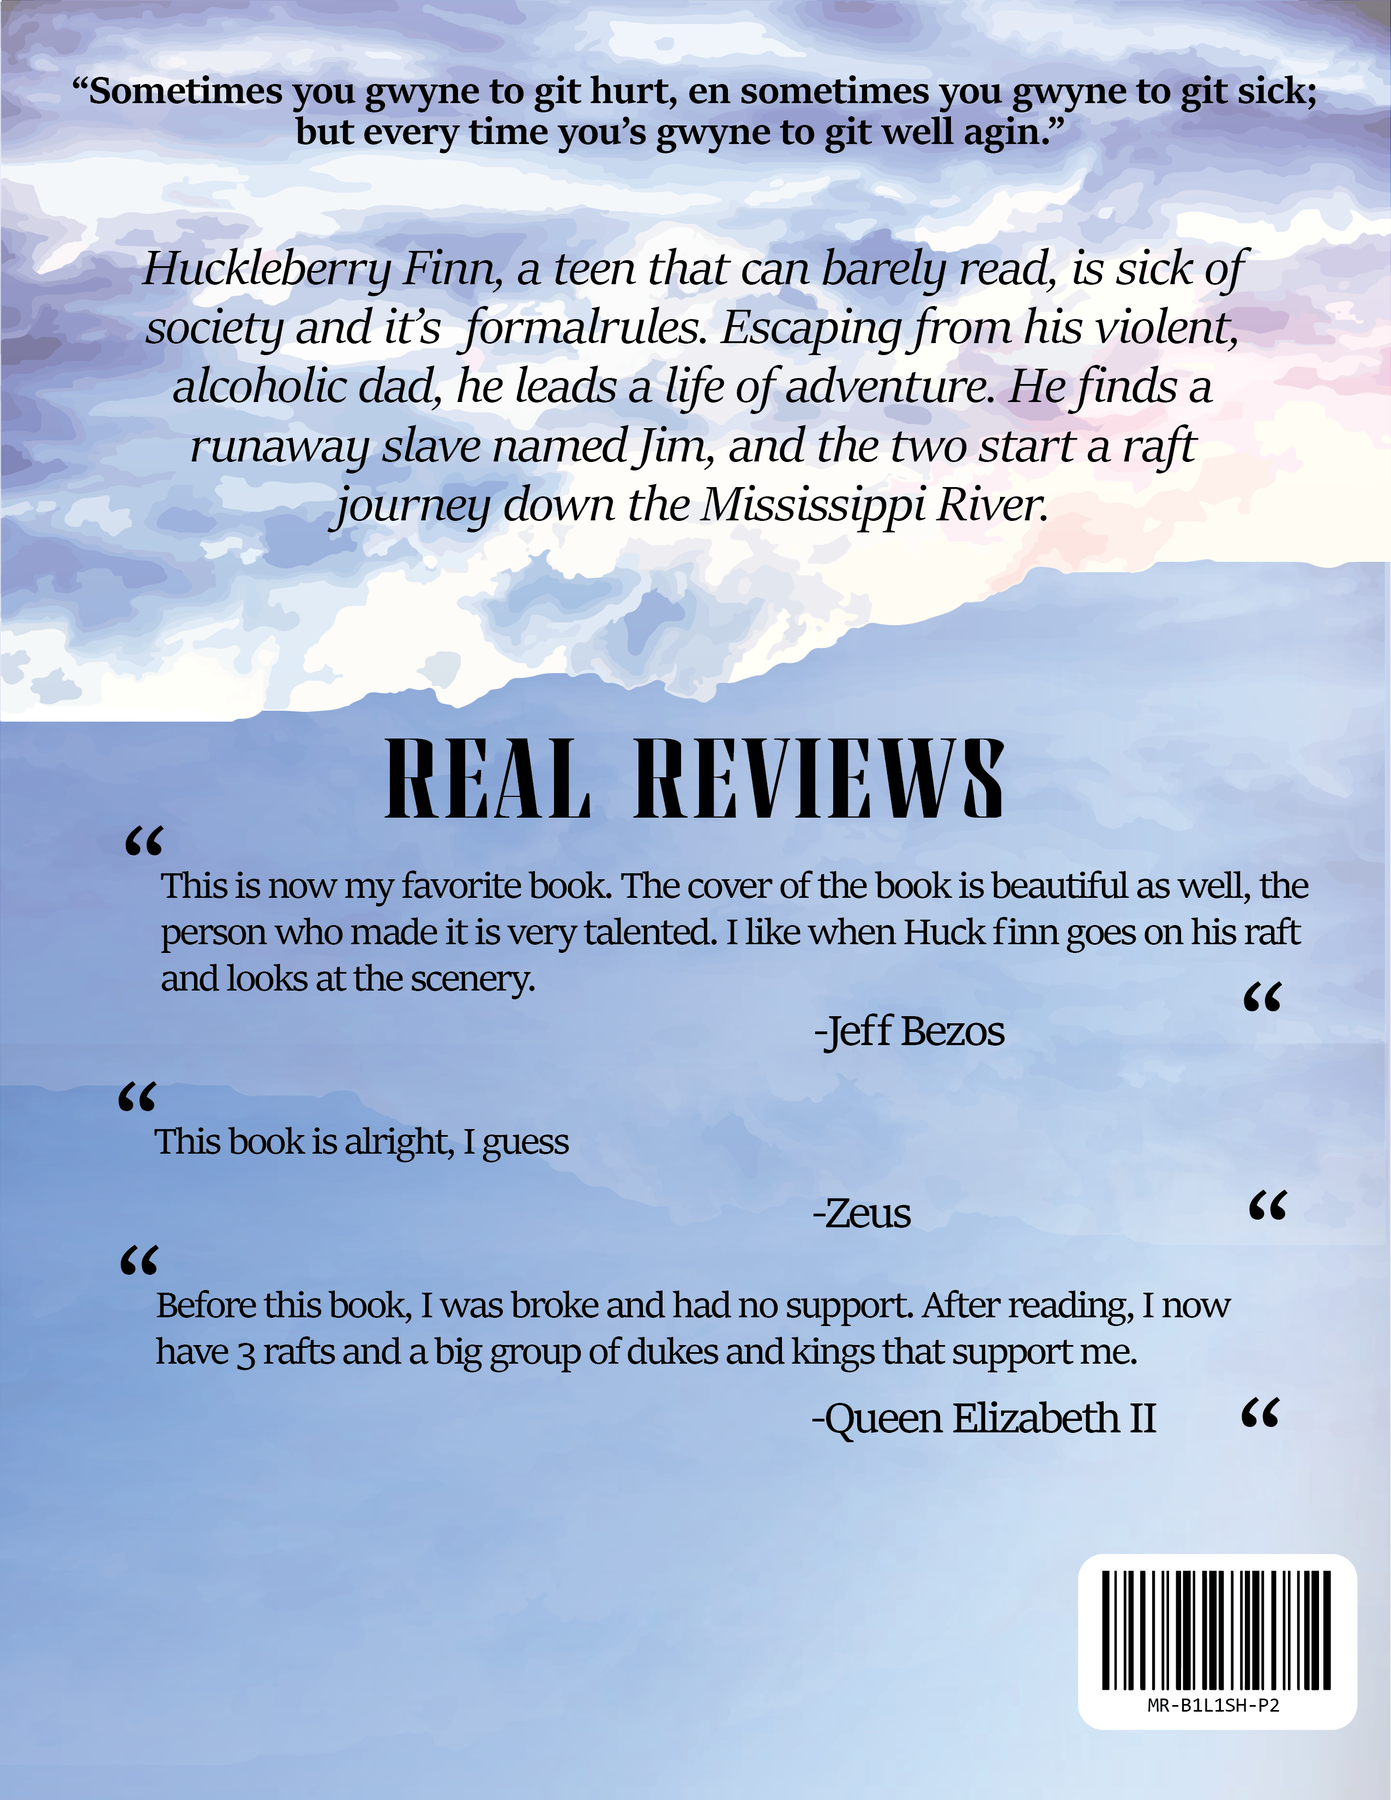 “Sometimes you gwyne to git hurt, en sometimes you gwyne to git sick;
but every time you’s gwyne to git well agin.”
Huckleberry Finn, a teen that can barely read, is sick of
society and it’s  formalrules. Escaping from his violent,
alcoholic dad, he leads a life of adventure. He finds a
runaway slave named Jim, and the two start a raft
journey down the Mississippi River.
REAL REVIEWS
“
This is now my favorite book. The cover of the book is beautiful as well, the
person who made it is very talented. I like when Huck finn goes on his raft
and looks at the scenery.
-Jeff Bezos “
“
This book is alright, I guess
-Zeus “
“
Before this book, I was broke and had no support. After reading, I now
have 3 rafts and a big group of dukes and kings that support me.
-Queen Elizabeth II “
MR-B1L1SH-P2